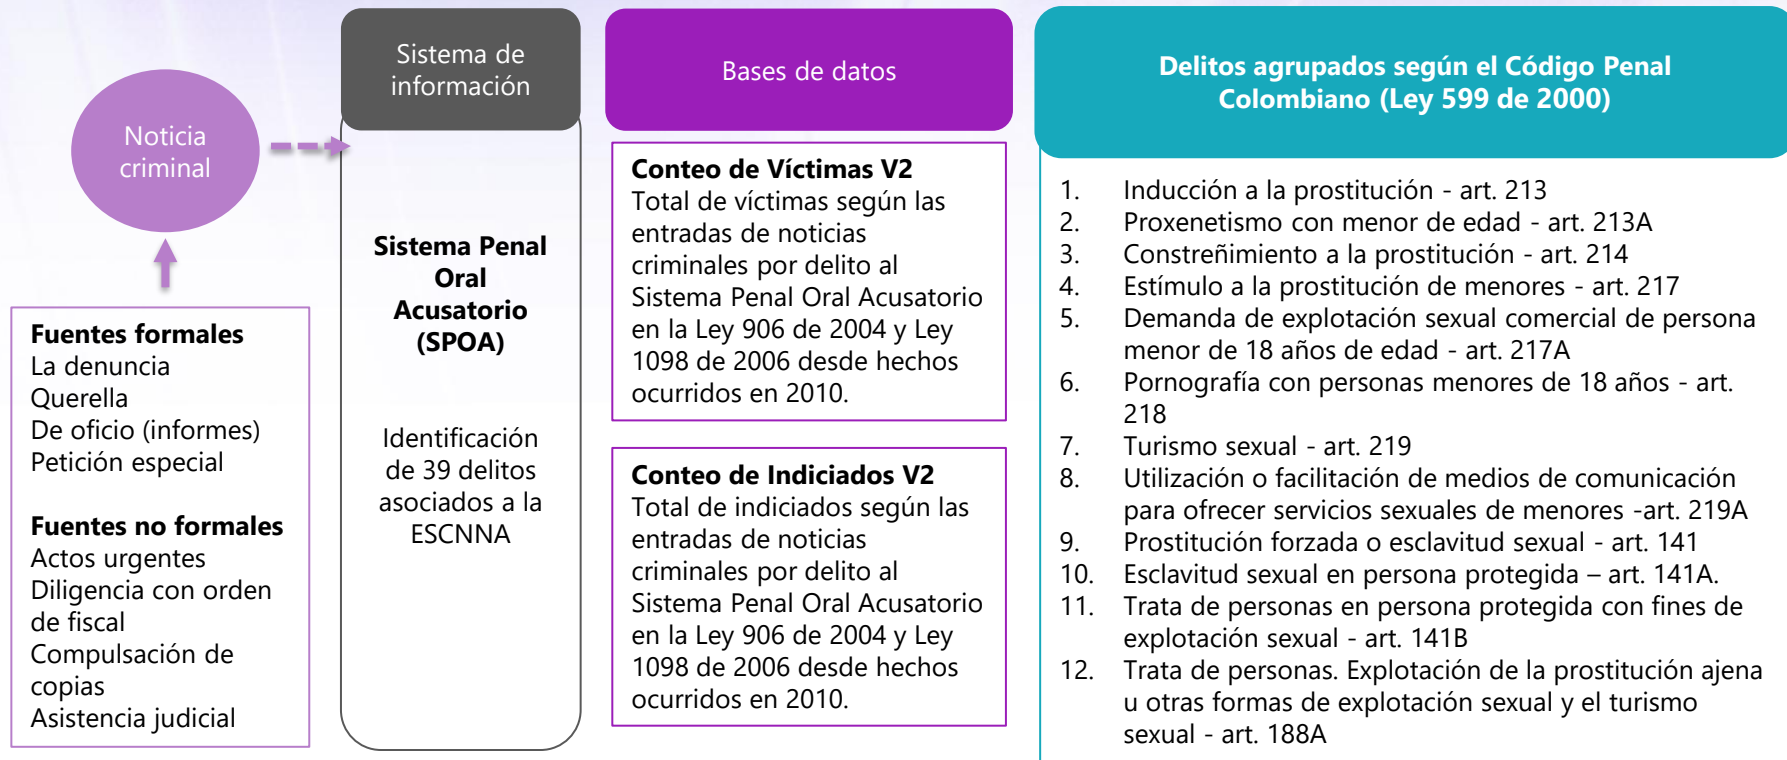 Noticia
criminal
Fuentes formales
La denuncia
Querella
De oficio (informes)
Petición especial
Fuentes no formales
Actos urgentes
Diligencia con orden
de fiscal
Compulsación de
copias
Asistencia judicial
Sistema de
información
Sistema Penal
Oral
Acusatorio
(SPOA)
Identificación
de 39 delitos
asociados a la
ESCNNA
Bases de datos
Conteo de Víctimas V2
Total de víctimas según las
entradas de noticias
criminales por delito al
Sistema Penal Oral Acusatorio
en la Ley 906 de 2004 y Ley
1098 de 2006 desde hechos
ocurridos en 2010.
Conteo de Indiciados V2
Total de indiciados según las
entradas de noticias
criminales por delito al
Sistema Penal Oral Acusatorio
en la Ley 906 de 2004 y Ley
1098 de 2006 desde hechos
ocurridos en 2010.
Delitos agrupados según el Código Penal
Colombiano (Ley 599 de 2000)
1. Inducción a la prostitución - art. 213
2. Proxenetismo con menor de edad - art. 213A
3. Constreñimiento a la prostitución - art. 214
4. Estímulo a la prostitución de menores - art. 217
5. Demanda de explotación sexual comercial de persona
menor de 18 años de edad - art. 217A
6. Pornografía con personas menores de 18 años - art.
218
7. Turismo sexual - art. 219
8. Utilización o facilitación de medios de comunicación
para ofrecer servicios sexuales de menores -art. 219A
9. Prostitución forzada o esclavitud sexual - art. 141
10. Esclavitud sexual en persona protegida – art. 141A.
11. Trata de personas en persona protegida con fines de
explotación sexual - art. 141B
12. Trata de personas. Explotación de la prostitución ajena
u otras formas de explotación sexual y el turismo
sexual - art. 188A